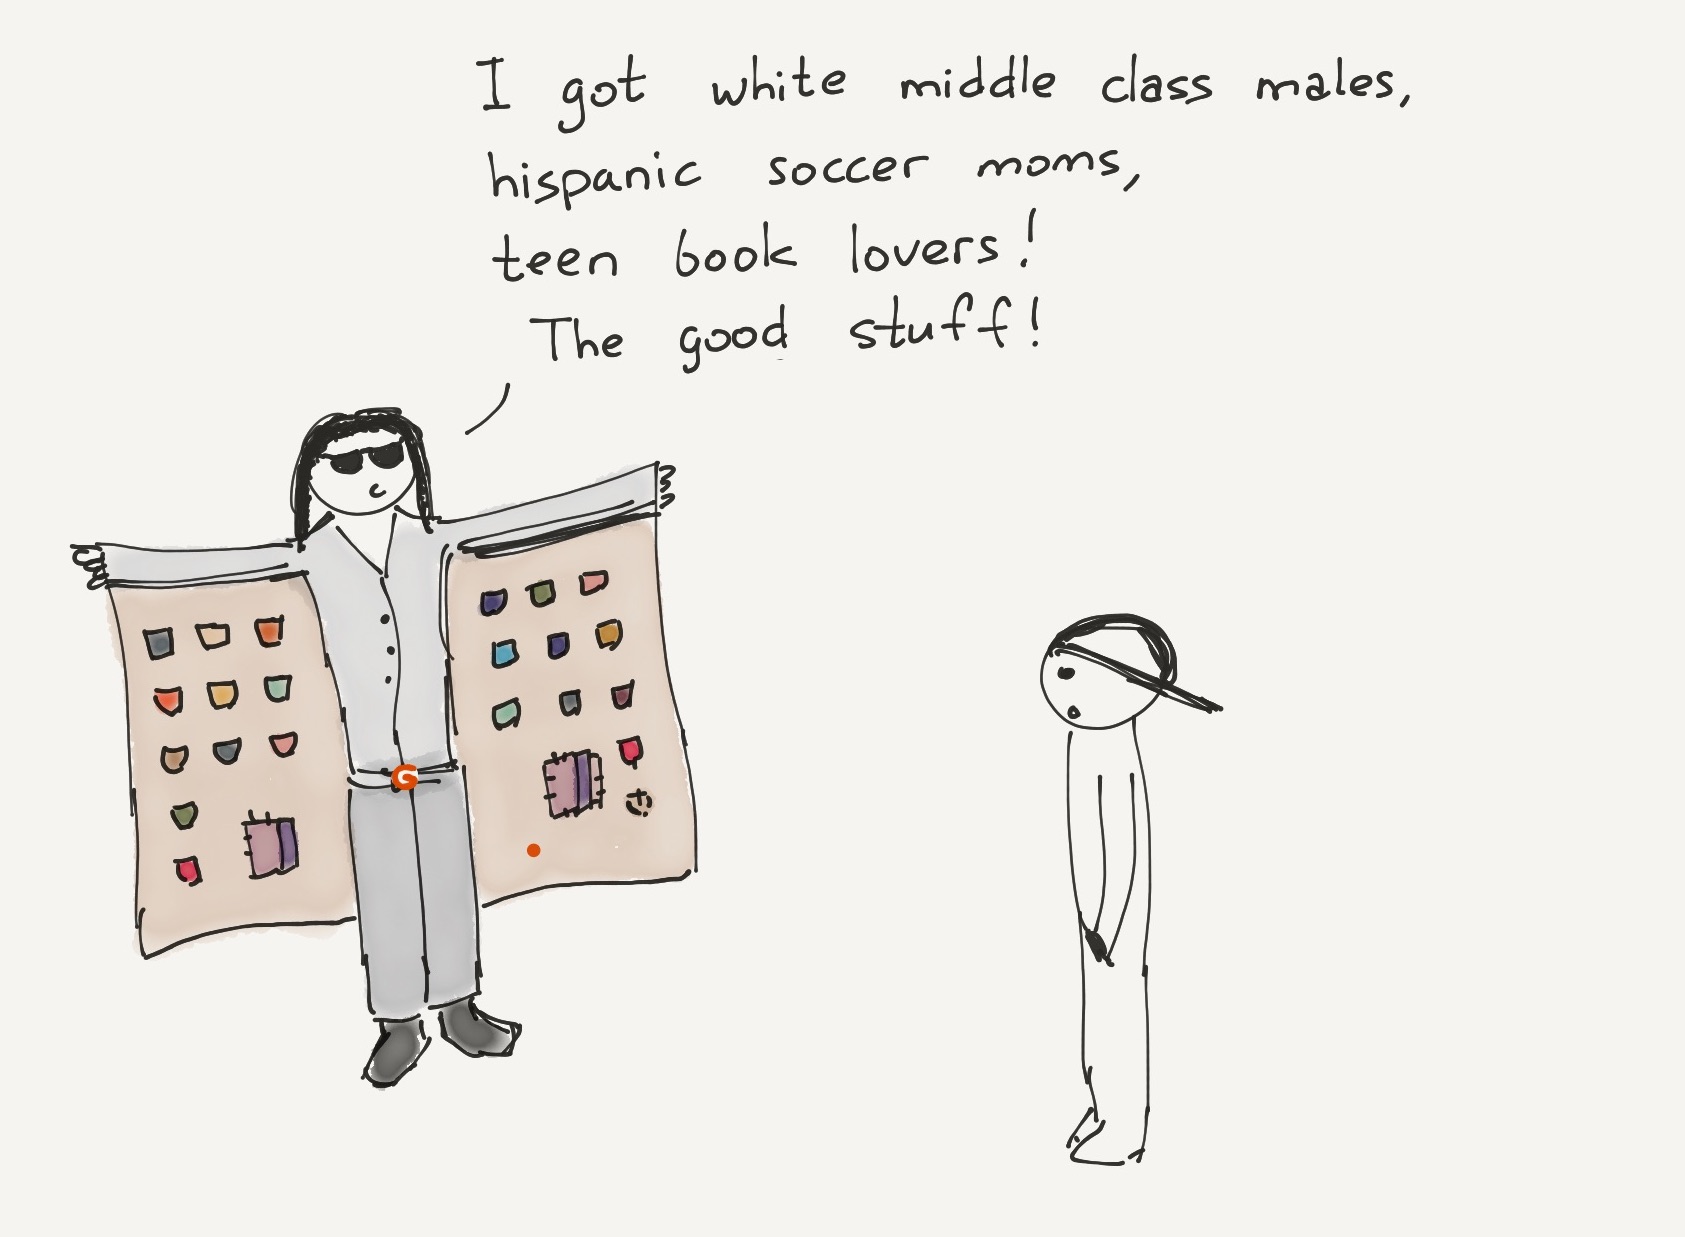 I got white middle class males,
hispanic soccer moms,
teen book lovers!
The good stuff!
G